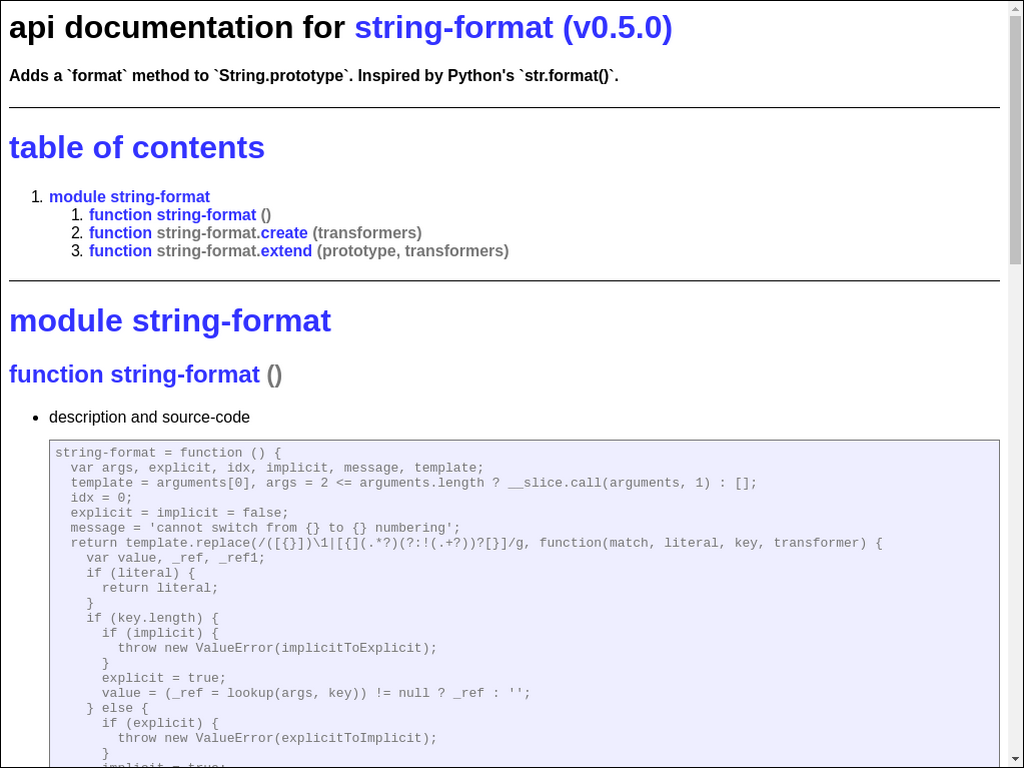 api documentation for string-format (v0.5.0)
Adds a `format` method to `String.prototype`. Inspired by Python's `str.format()`.
table of contents
1. module string-format
1. function string-format ()
2. function string-format.create (transformers)
3. function string-format.extend (prototype, transformers)
module string-format
function string-format ()
• description and source-code
string-format = function () {
  var args, explicit, idx, implicit, message, template;
  template = arguments[0], args = 2 <= arguments.length ? __slice.call(arguments, 1) : [];
  idx = 0;
  explicit = implicit = false;
  message = 'cannot switch from {} to {} numbering';
  return template.replace(/([{}])\1|[{](.*?)(?:!(.+?))?[}]/g, function(match, literal, key, transformer) {
    var value, _ref, _ref1;
    if (literal) {
      return literal;
    }
    if (key.length) {
      if (implicit) {
        throw new ValueError(implicitToExplicit);
      }
      explicit = true;
      value = (_ref = lookup(args, key)) != null ? _ref : '';
    } else {
      if (explicit) {
        throw new ValueError(explicitToImplicit);
      }
      implicit = true;